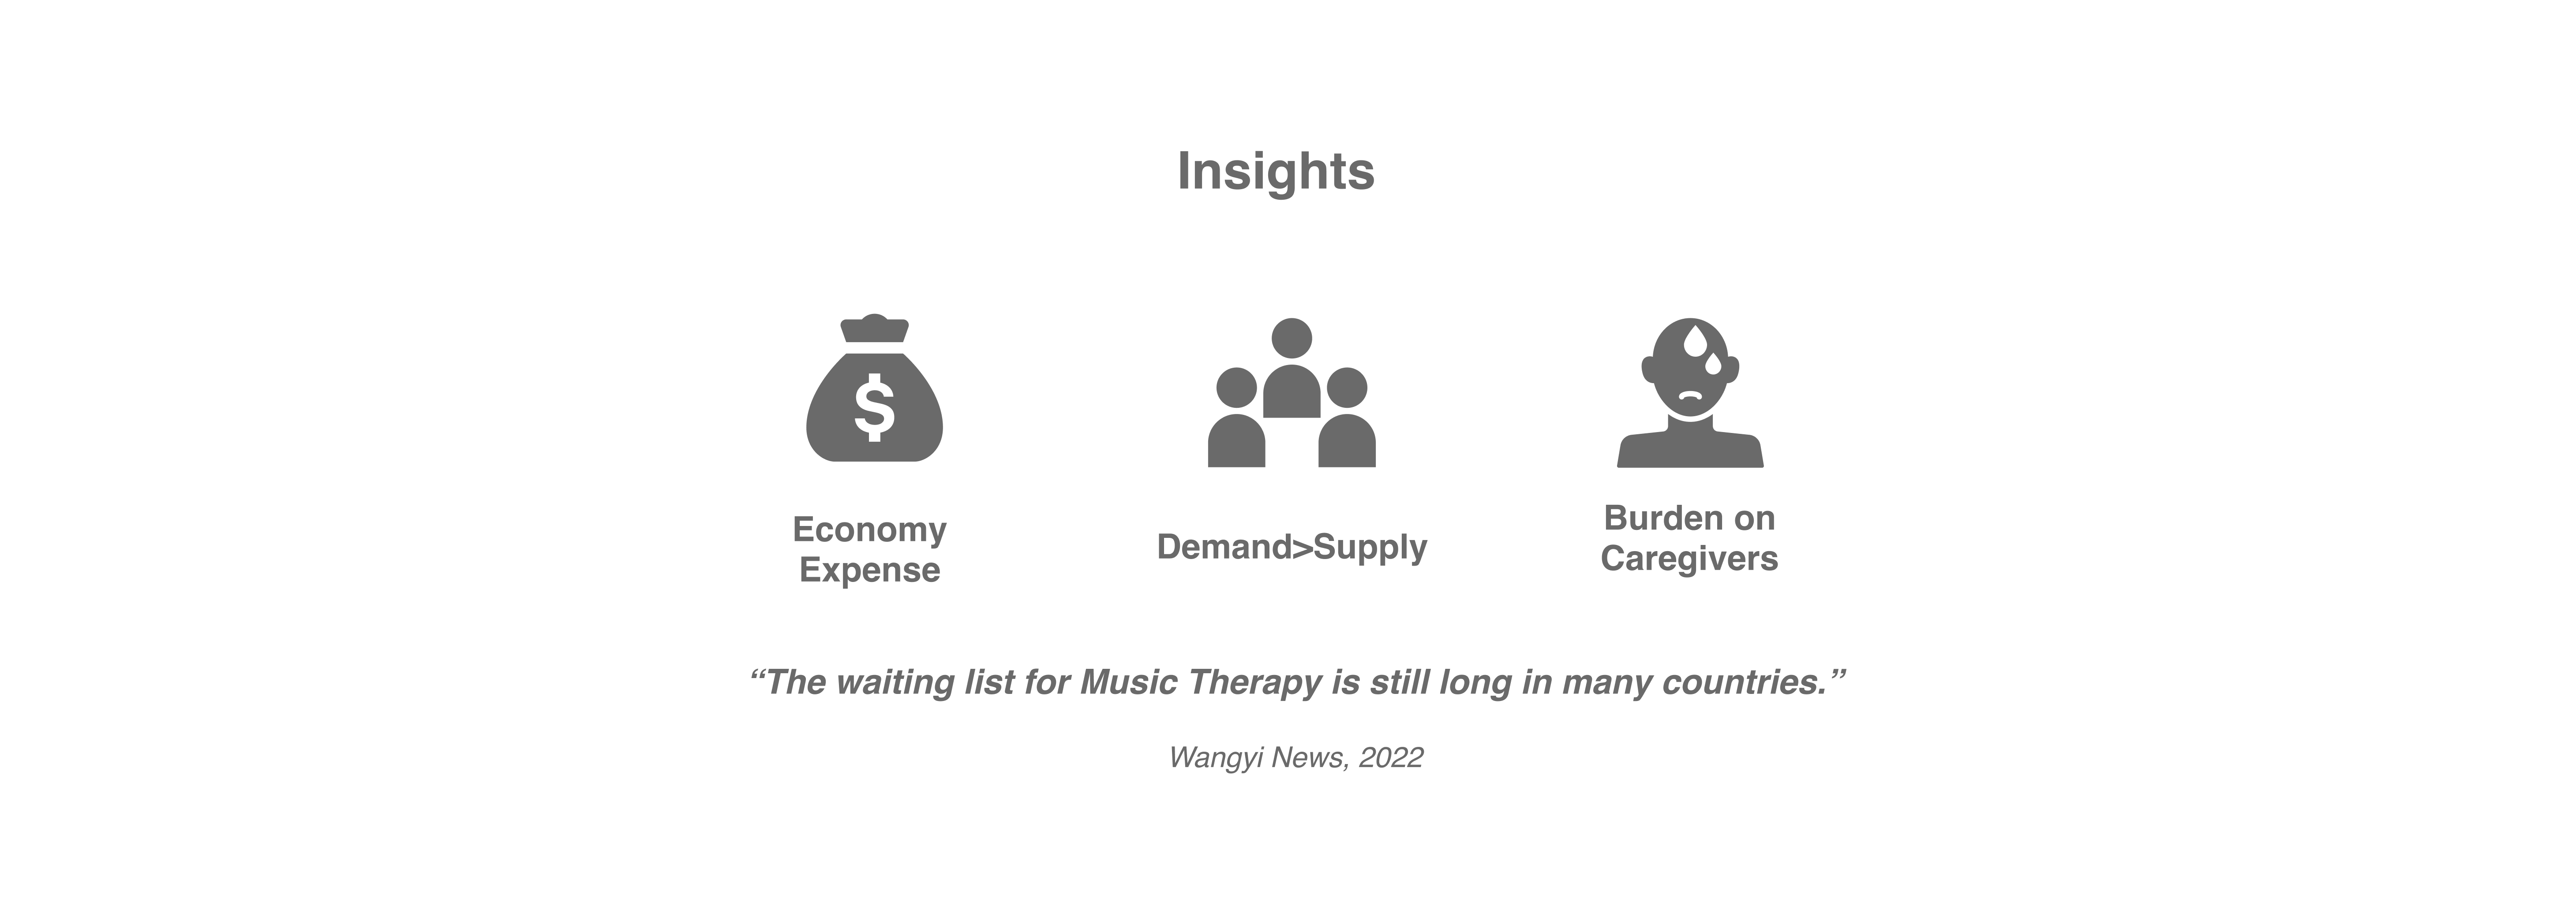 Insights
$
Economy
Expense
Demand>Supply
Burden on
Caregivers
“The waiting list for Music Therapy is still long in many countries.”
Wangyi News, 2022